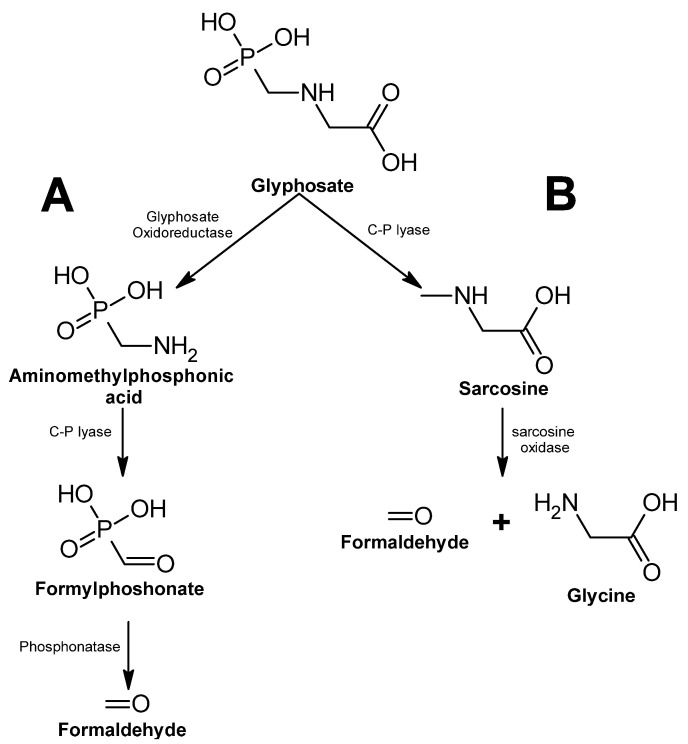 HO
OH
P
O
NH
O
OH
Glyphosate
A
B
Glyphosate
Oxidoreductase
C-P lyase
HO
OH
P
O
NH2
Aminomethylphosphonic
acid
NH
OH
O
Sarcosine
C-P lyase
sarcosine
oxidase
HO
OH
P
O
O
Formylphoshonate
O
Formaldehyde
+
H2N
OH
O
Glycine
Phosphonatase
O
Formaldehyde